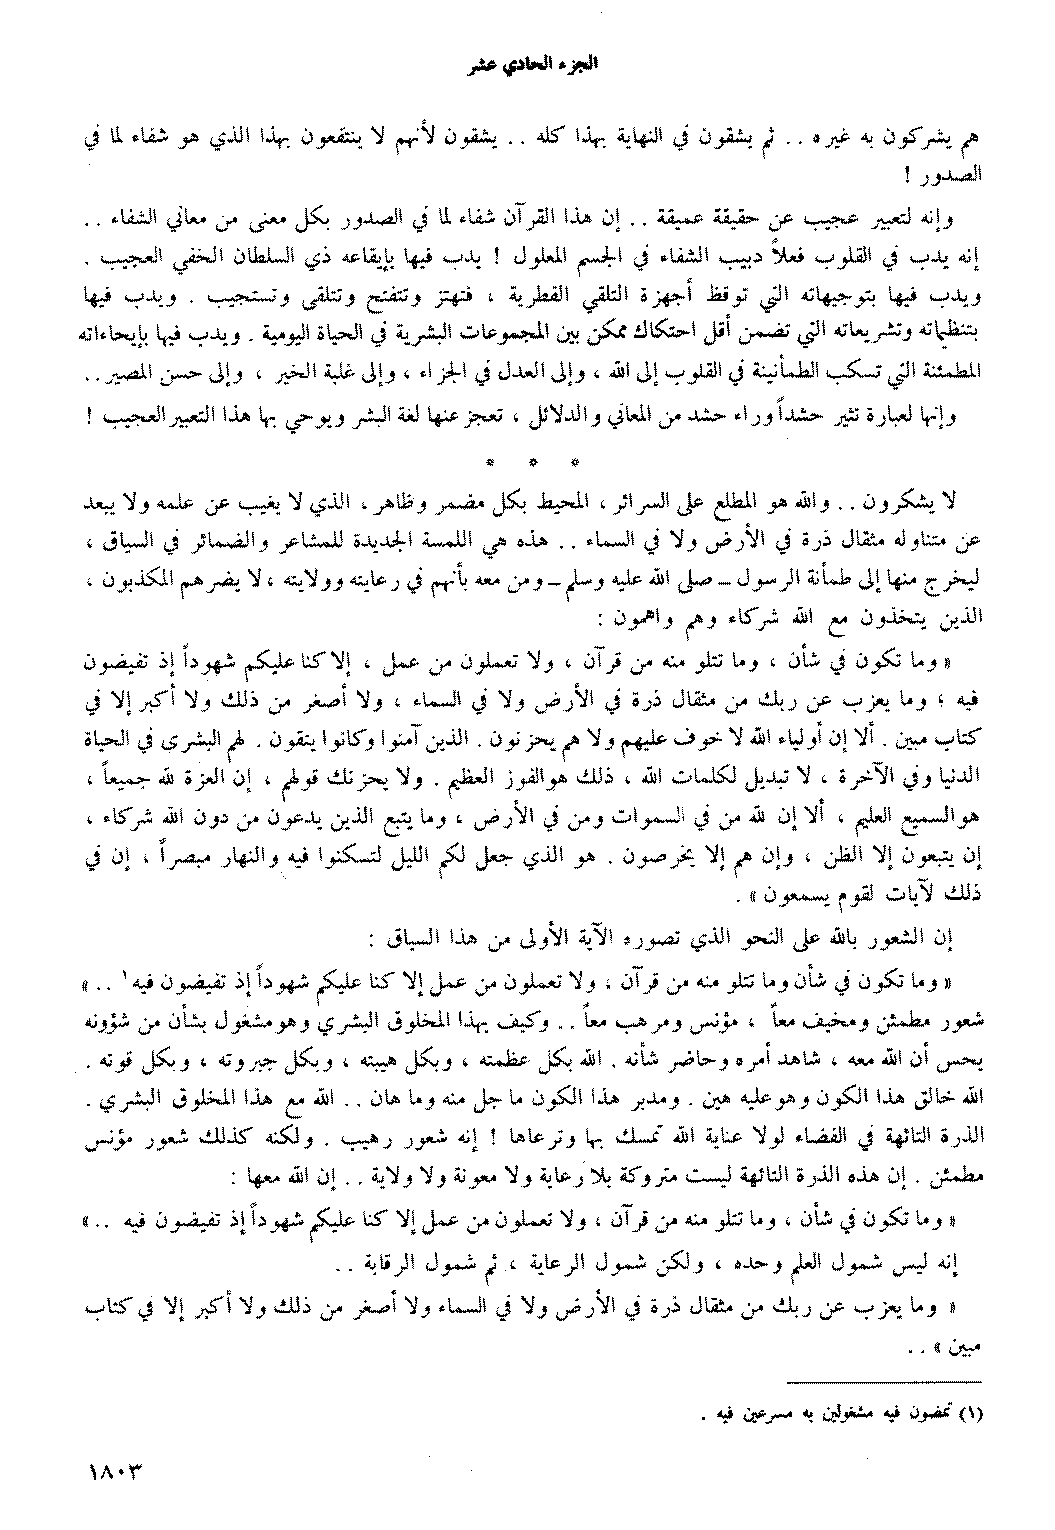 الجزء الحادي عشر
هم يشركون به غيره .. ثم يشقون في النهاية بهذا كله .. يشقون لأنهم لا ينتفعون بهذا الذي هو شفاء لما في
الصدور !
وإنه لتعبير عجيب عن حقيقة عميقة .. إن هذا القرآن شفاء لما في الصدور بكل معنى من معاني الشفاء ..
إنه يدب في القلوب فعلاً دبيب الشفاء في الجسم المعلول ! يدب فيها بإيقاعه ذي السلطان الخفي العجيب .
ويدب فيها بتوجيهاته التي توقظ أجهزة التلقي الفطرية ، فتهتز وتتفتح وتتلقى وتستجيب . ويدب فيها
بتنظيماته وتشريعاته التي تضمن أقل احتكاك ممكن بين المجموعات البشرية في الحياة اليومية . ويدب فيها بإيحاءاته
المطمئنة التي تسكب الطمأنينة في القلوب إلى الله ، وإلى العدل في الجزاء ، وإلى غلبة الخير ، وإلى حسن المصير ..
وإنها لعبارة تثير حشداً وراء حشد من المعاني والدلائل ، تعجز عنها لغة البشر ويوحي بها هذا التعبير العجيب !
* * *
لا يشكرون .. والله هو المطلع على السرائر ، المحيط بكل مضمر وظاهر ، الذي لا يغيب عن علمه ولا يبعد
عن متناوله مثقال ذرة في الأرض ولا في السماء .. هذه هي اللمسة الجديدة للمشاعر والضمائر في السياق ،
ليخرج منها إلى طمأنة الرسول – صلى الله عليه وسلم – ومن معه بأنهم في رعايته وولايته ، لا يضرهم المكذبون ،
الذين يتخذون مع الله شركاء وهم واهمون :
« وما تكون في شأن ، وما تتلو منه من قرآن ، ولا تعملون من عمل ، إلا كنا عليكم شهوداً إذ تفيضون
فيه ؛ وما يعزب عن ربك من مثقال ذرة في الأرض ولا في السماء ، ولا أصغر من ذلك ولا أكبر إلا في
كتاب مبين . ألا إن أولياء الله لا خوف عليهم ولا هم يحزنون . الذين آمنوا وكانوا يتقون . لهم البشرى في الحياة
الدنيا وفي الآخرة ، لا تبديل لكلمات الله ، ذلك هو الفوز العظيم . ولا يحزنك قولهم ، إن العزة لله جميعاً ،
هو السميع العليم ، ألا إن لله من في السموات ومن في الأرض ، وما يتبع الذين يدعون من دون الله شركاء ،
إن يتبعون إلا الظن ، وإن هم إلا يخرصون . هو الذي جعل لكم الليل لتسكنوا فيه والنهار مبصراً ، إن في
ذلك لآيات لقوم يسمعون » .
إن الشعور بالله على النحو الذي تصوره الآية الأولى من هذا السياق :
« وما تكون في شأن وما تتلو منه من قرآن ، ولا تعملون من عمل إلا كنا عليكم شهوداً إذ تفيضون فيه ١ .. »
شعور مطمئن ومخيف معاً ، مؤنس ومرهب معاً .. وكيف بهذا المخلوق البشري وهو مشغول بشأن من شؤونه
يحس أن الله معه ، شاهد أمره وحاضر شأنه . الله بكل عظمته ، وبكل هيبته ، وبكل جبروته ، وبكل قوته .
الله خالق هذا الكون وهو عليه هين . ومدبر هذا الكون ما جل منه وما هان .. الله مع هذا المخلوق البشري .
الذرة التائهة في الفضاء لولا عناية الله تمسك بها وترعاها ! إنه شعور رهيب . ولكنه كذلك شعور مؤنس
مطمئن . إن هذه الذرة التائهة ليست متروكة بلا رعاية ولا معونة ولا ولاية .. إن الله معها :
« وما تكون في شأن ، وما تتلو منه من قرآن ، ولا تعملون من عمل إلا كنا عليكم شهوداً إذ تفيضون فيه .. »
إنه ليس شمول العلم وحده ، ولكن شمول الرعاية ، ثم شمول الرقابة ..
« وما يعزب عن ربك من مثقال ذرة في الأرض ولا في السماء ولا أصغر من ذلك ولا أكبر إلا في كتاب
مبين » ..
(١) تمضون فيه مشغولين به مسرعين فيه .
١٨٠٣